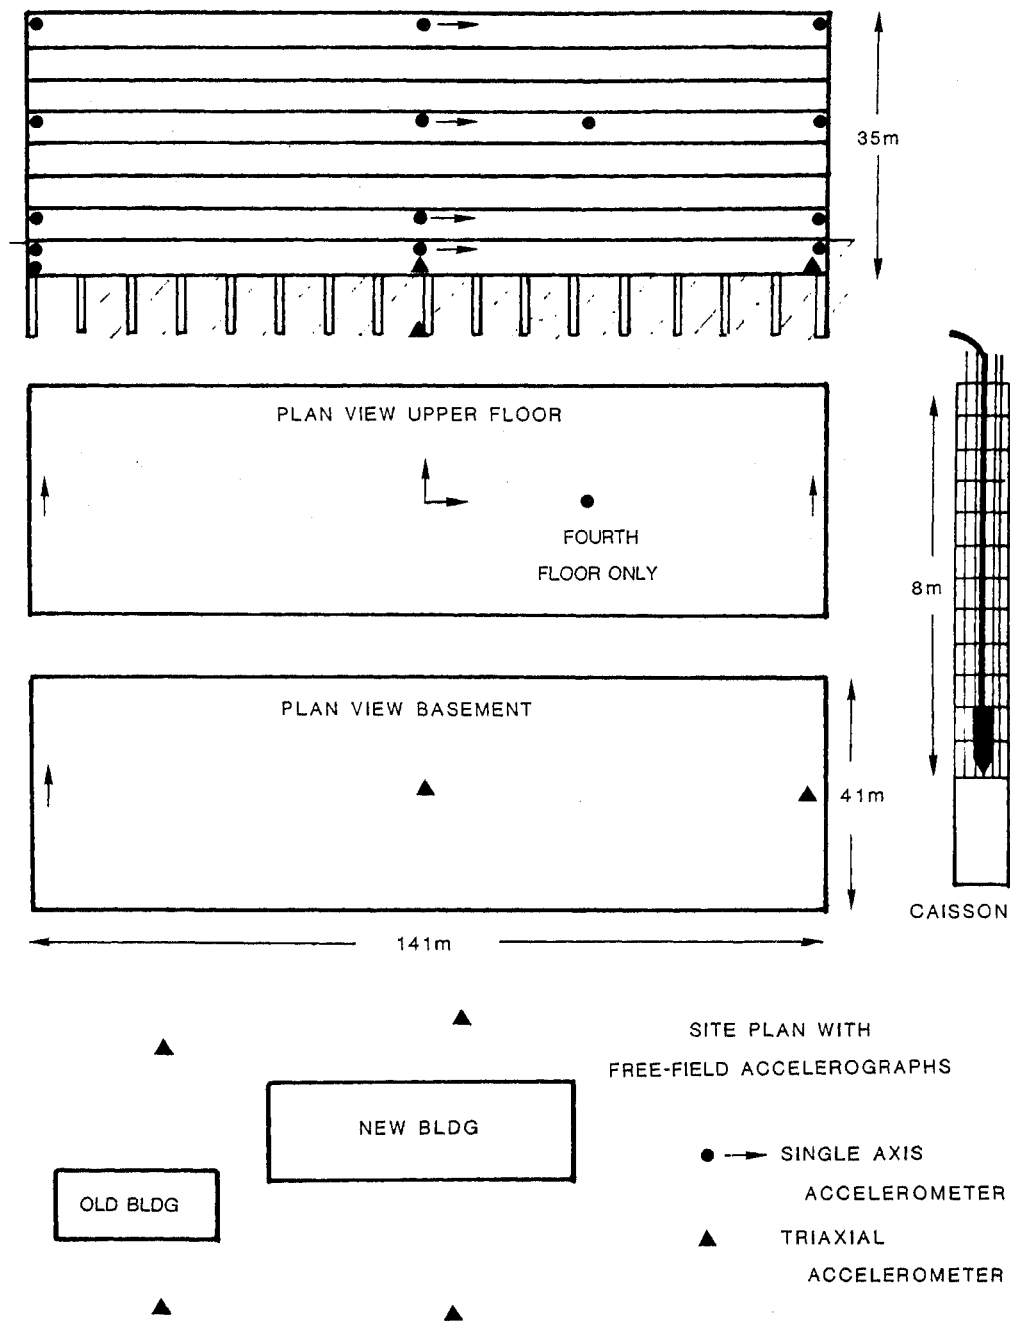 35m
PLAN VIEW UPPER FLOOR
FOURTH
FLOOR ONLY
8m
PLAN VIEW BASEMENT
41m
CAISSON
141m
SITE PLAN WITH
FREE-FIELD ACCELEROGRAPHS
NEW BLDG
OLD BLDG
SINGLE AXIS
ACCELEROMETER
TRIAXIAL
ACCELEROMETER